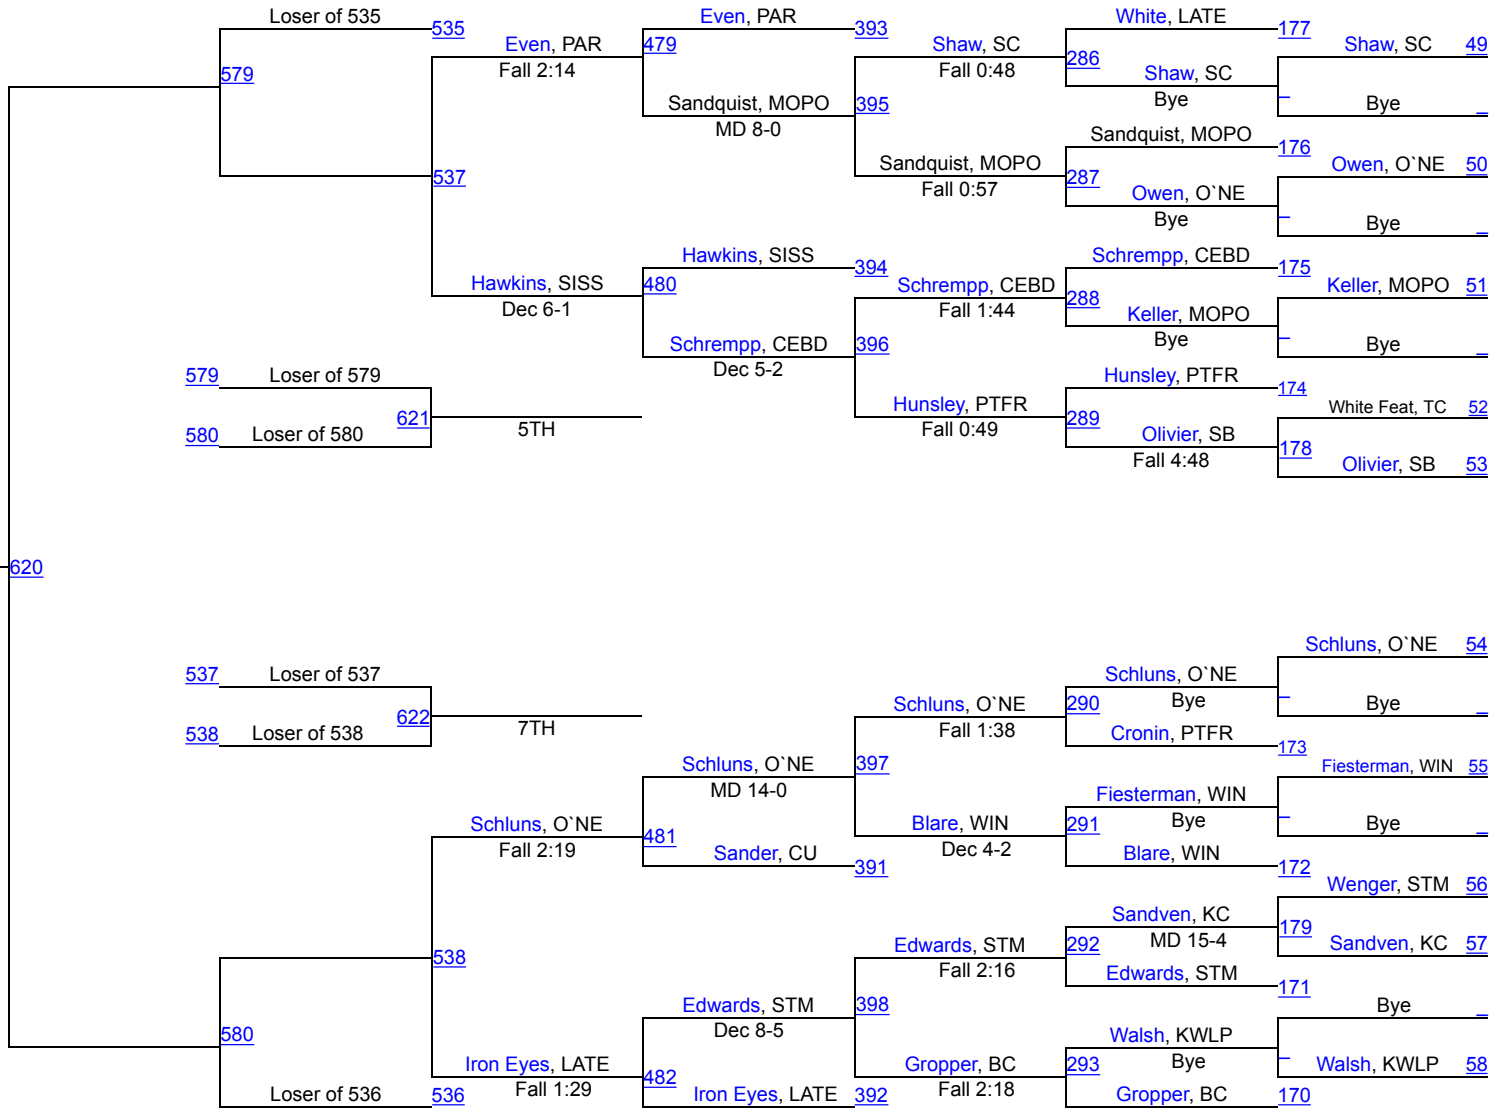 Loser of 535
535
579
Even, PAR
Fall 2:14
Even, PAR
393
479
Sandquist, MOPO
MD 8-0
395
Shaw, SC
Fall 0:48
White, LATE
177
286
Shaw, SC
Bye
Shaw, SC 49
Bye
Sandquist, MOPO
176
Sandquist, MOPO
Fall 0:57
287
Owen, O`NE
Bye
Owen, O`NE 50
Bye
537
Hawkins, SISS
Dec 6-1
Hawkins, SISS
394
480
Schrempp, CEBD
Dec 5-2
396
Schrempp, CEBD
Fall 1:44
Schrempp, CEBD
175
288
Keller, MOPO
Bye
Keller, MOPO 51
Bye
Hunsley, PTFR
Fall 0:49
Hunsley, PTFR
174
289
Olivier, SB
Fall 4:48
White Feat, TC 52
178
Olivier, SB 53
579 Loser of 579
621
5TH
580 Loser of 580
620
537 Loser of 537
622
7TH
538 Loser of 538
Schluns, O`NE
Fall 2:19
Schluns, O`NE
MD 14-0
481
Sander, CU
391
397
Schluns, O`NE
Fall 1:38
Schluns, O`NE
Bye
290
Cronin, PTFR
173
Schluns, O`NE 54
Bye
Blare, WIN
Dec 4-2
Fiesterman, WIN
Bye
291
Blare, WIN
172
Fiesterman, WIN 55
Bye
538
580
Loser of 536
536
Iron Eyes, LATE
Fall 1:29
Edwards, STM
Dec 8-5
482
Iron Eyes, LATE
392
398
Edwards, STM
Fall 2:16
Sandven, KC
MD 15-4
292
Edwards, STM
171
Wenger, STM 56
179
Sandven, KC 57
Gropper, BC
Fall 2:18
Walsh, KWLP
Bye
293
Gropper, BC
170
Bye
Walsh, KWLP 58